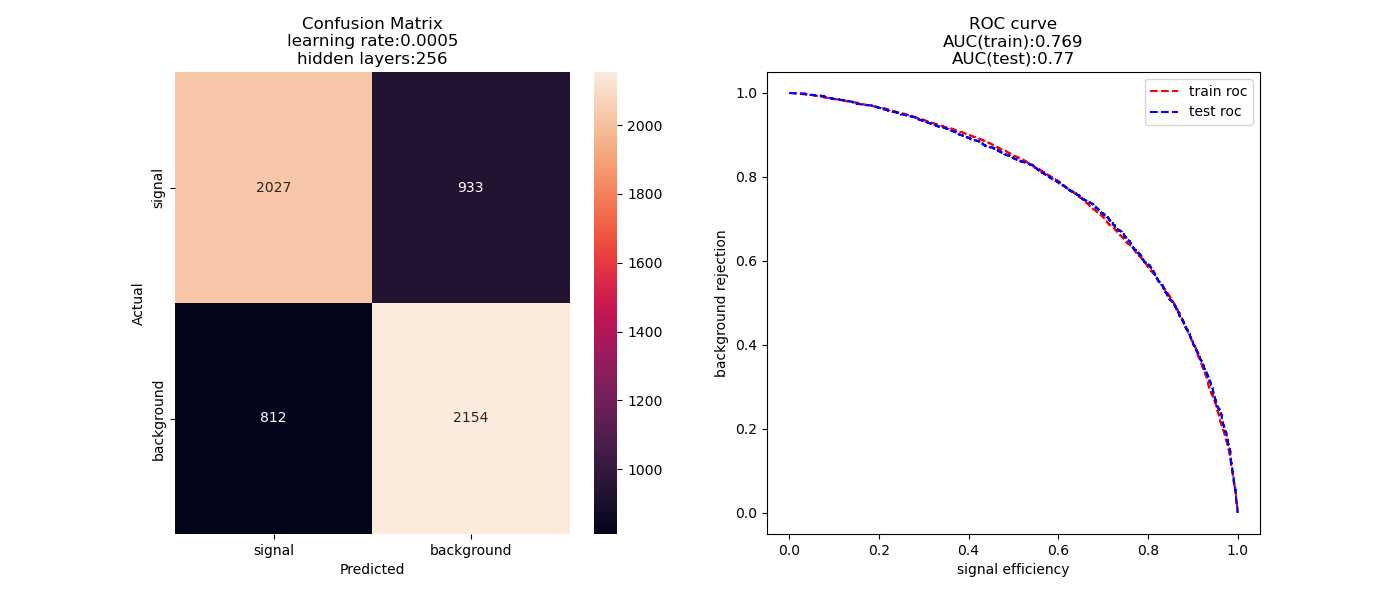 Confusion Matrix
learning rate:0.0005
hidden layers:256
signal
background
Actual
2027
933
812
2154
signal
background
Predicted
2000
1800
1600
1400
1200
1000
ROC curve
AUC(train):0.769
AUC(test):0.77
train roc
test roc
background rejection
1.0
0.8
0.6
0.4
0.2
0.0
0.0
0.2
0.4
0.6
0.8
1.0
signal efficiency